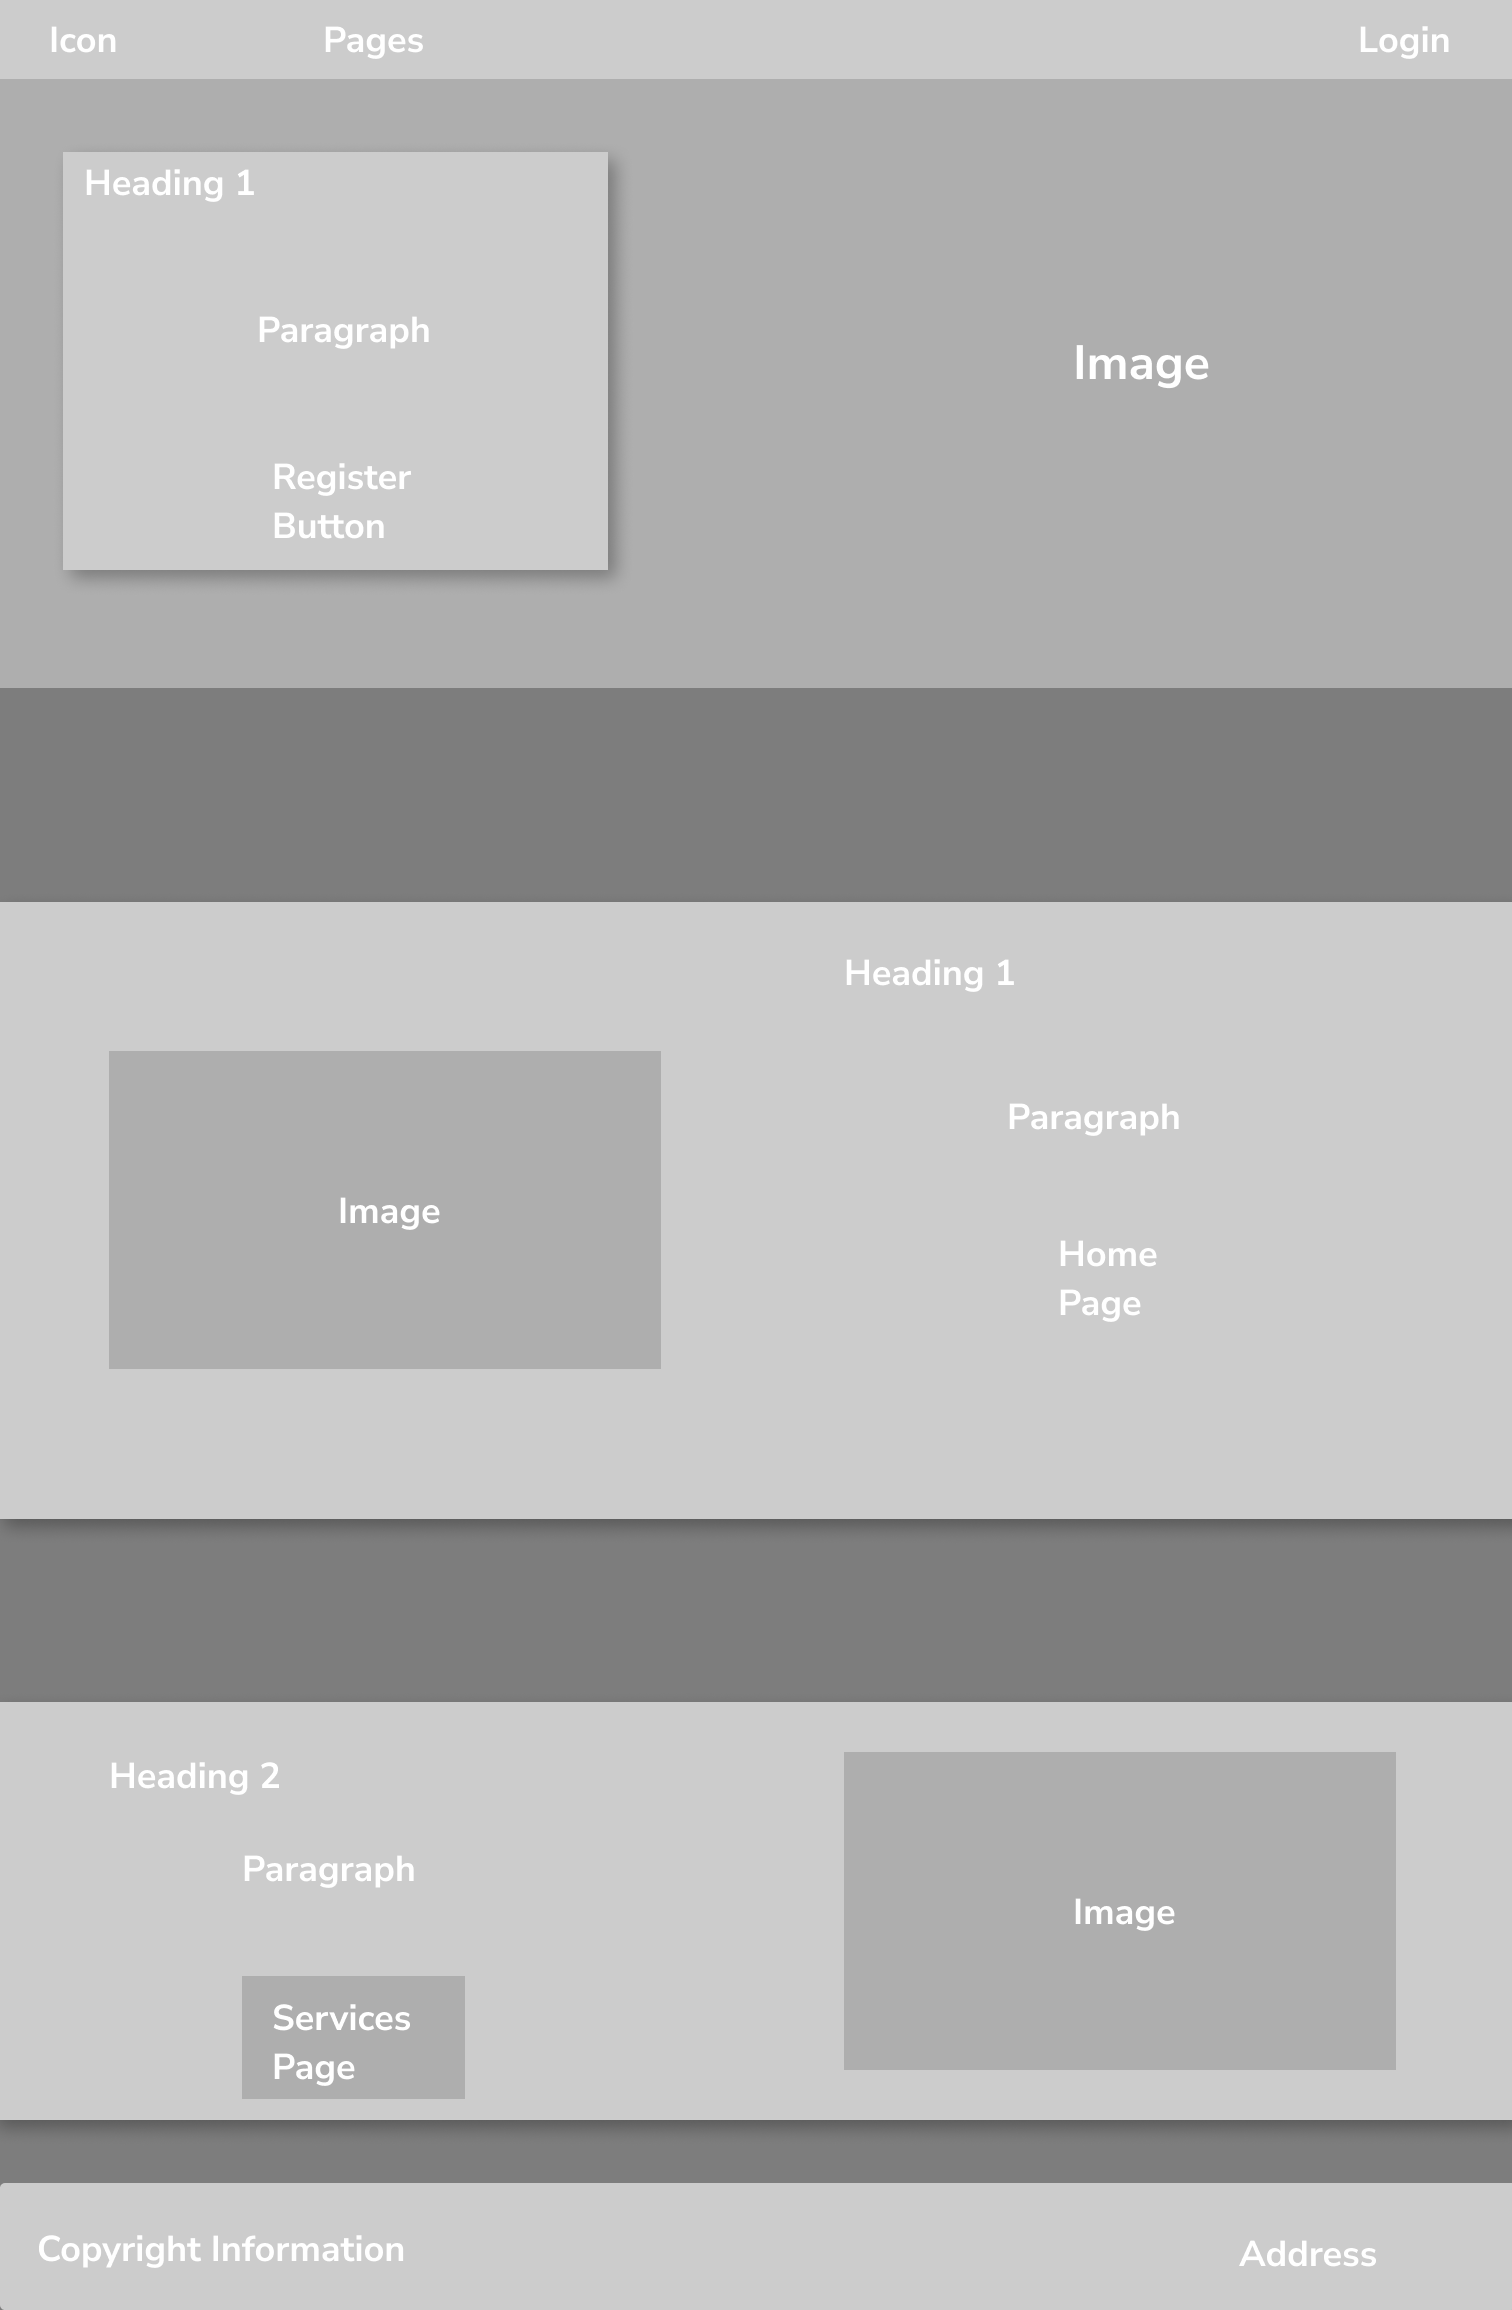 Icon Pages Login
Heading 1
Paragraph
Image
Register
Button
Heading 1
Paragraph
Image
Home
Page
Heading 2
Paragraph
Image
Services
Page
Copyright Information
Address